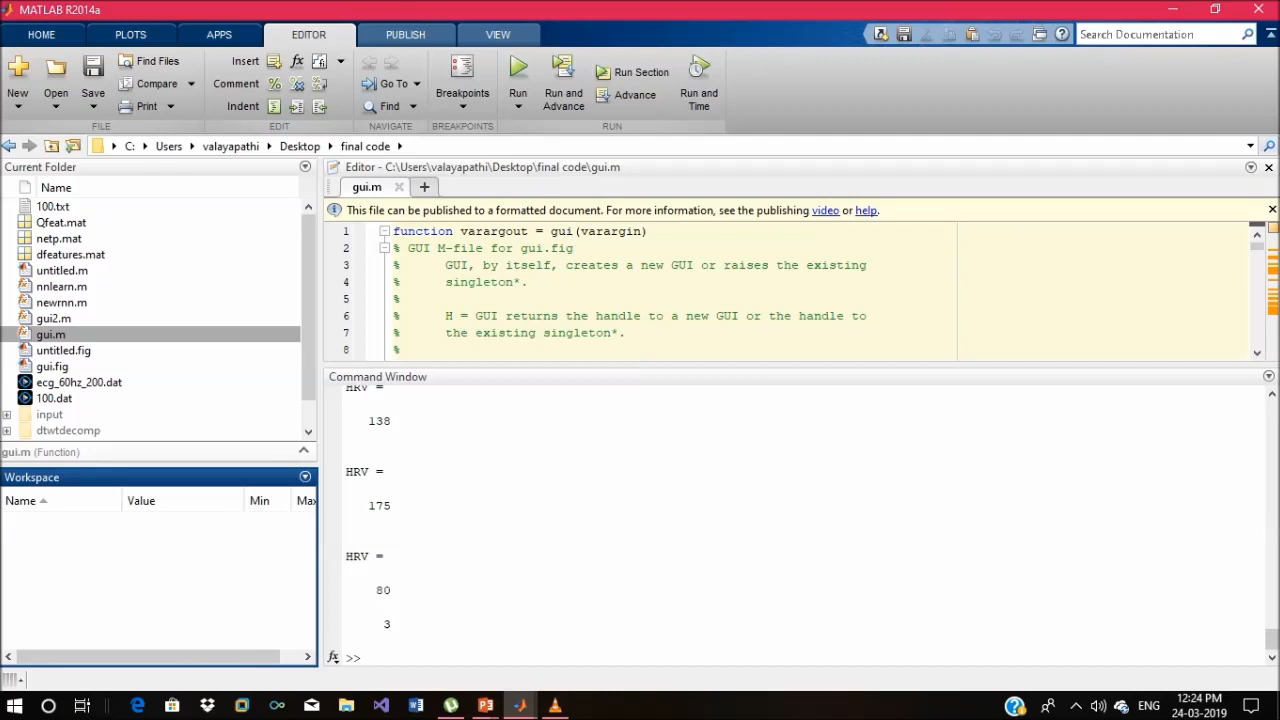 MATLAB R2014a
HOME PLOTS APPS EDITOR PUBLISH VIEW Search Documentation
New Open Save Find Files Compare Print Insert Comment Indent Go To Find Breakpoints Run Run and Advance Run Section Advance Run and Time
FILE EDIT NAVIGATE BREAKPOINTS RUN
C: Users valayapathi Desktop final code
Current Folder
Name
100.txt
Qfeat.mat
netp.mat
dfeatures.mat
untitled.m
nnlearn.m
newrnn.m
gui2.m
gui.m
untitled.fig
gui.fig
ecg_60hz_200.dat
100.dat
input
dtwtdecomp
gui.m (Function)
Workspace
Name Value Min Max
Editor - C:\Users\valayapathi\Desktop\final code\gui.m
gui.m
This file can be published to a formatted document. For more information, see the publishing video or help.
1 function varargout = gui(varargin)
2 % GUI M-file for gui.fig
3 % GUI, by itself, creates a new GUI or raises the existing
4 % singleton*.
5 %
6 % H = GUI returns the handle to a new GUI or the handle to
7 % the existing singleton*.
8 %
Command Window
HRV =
138
HRV =
175
HRV =
80
3
fx >>
ENG
12:24 PM
24-03-2019